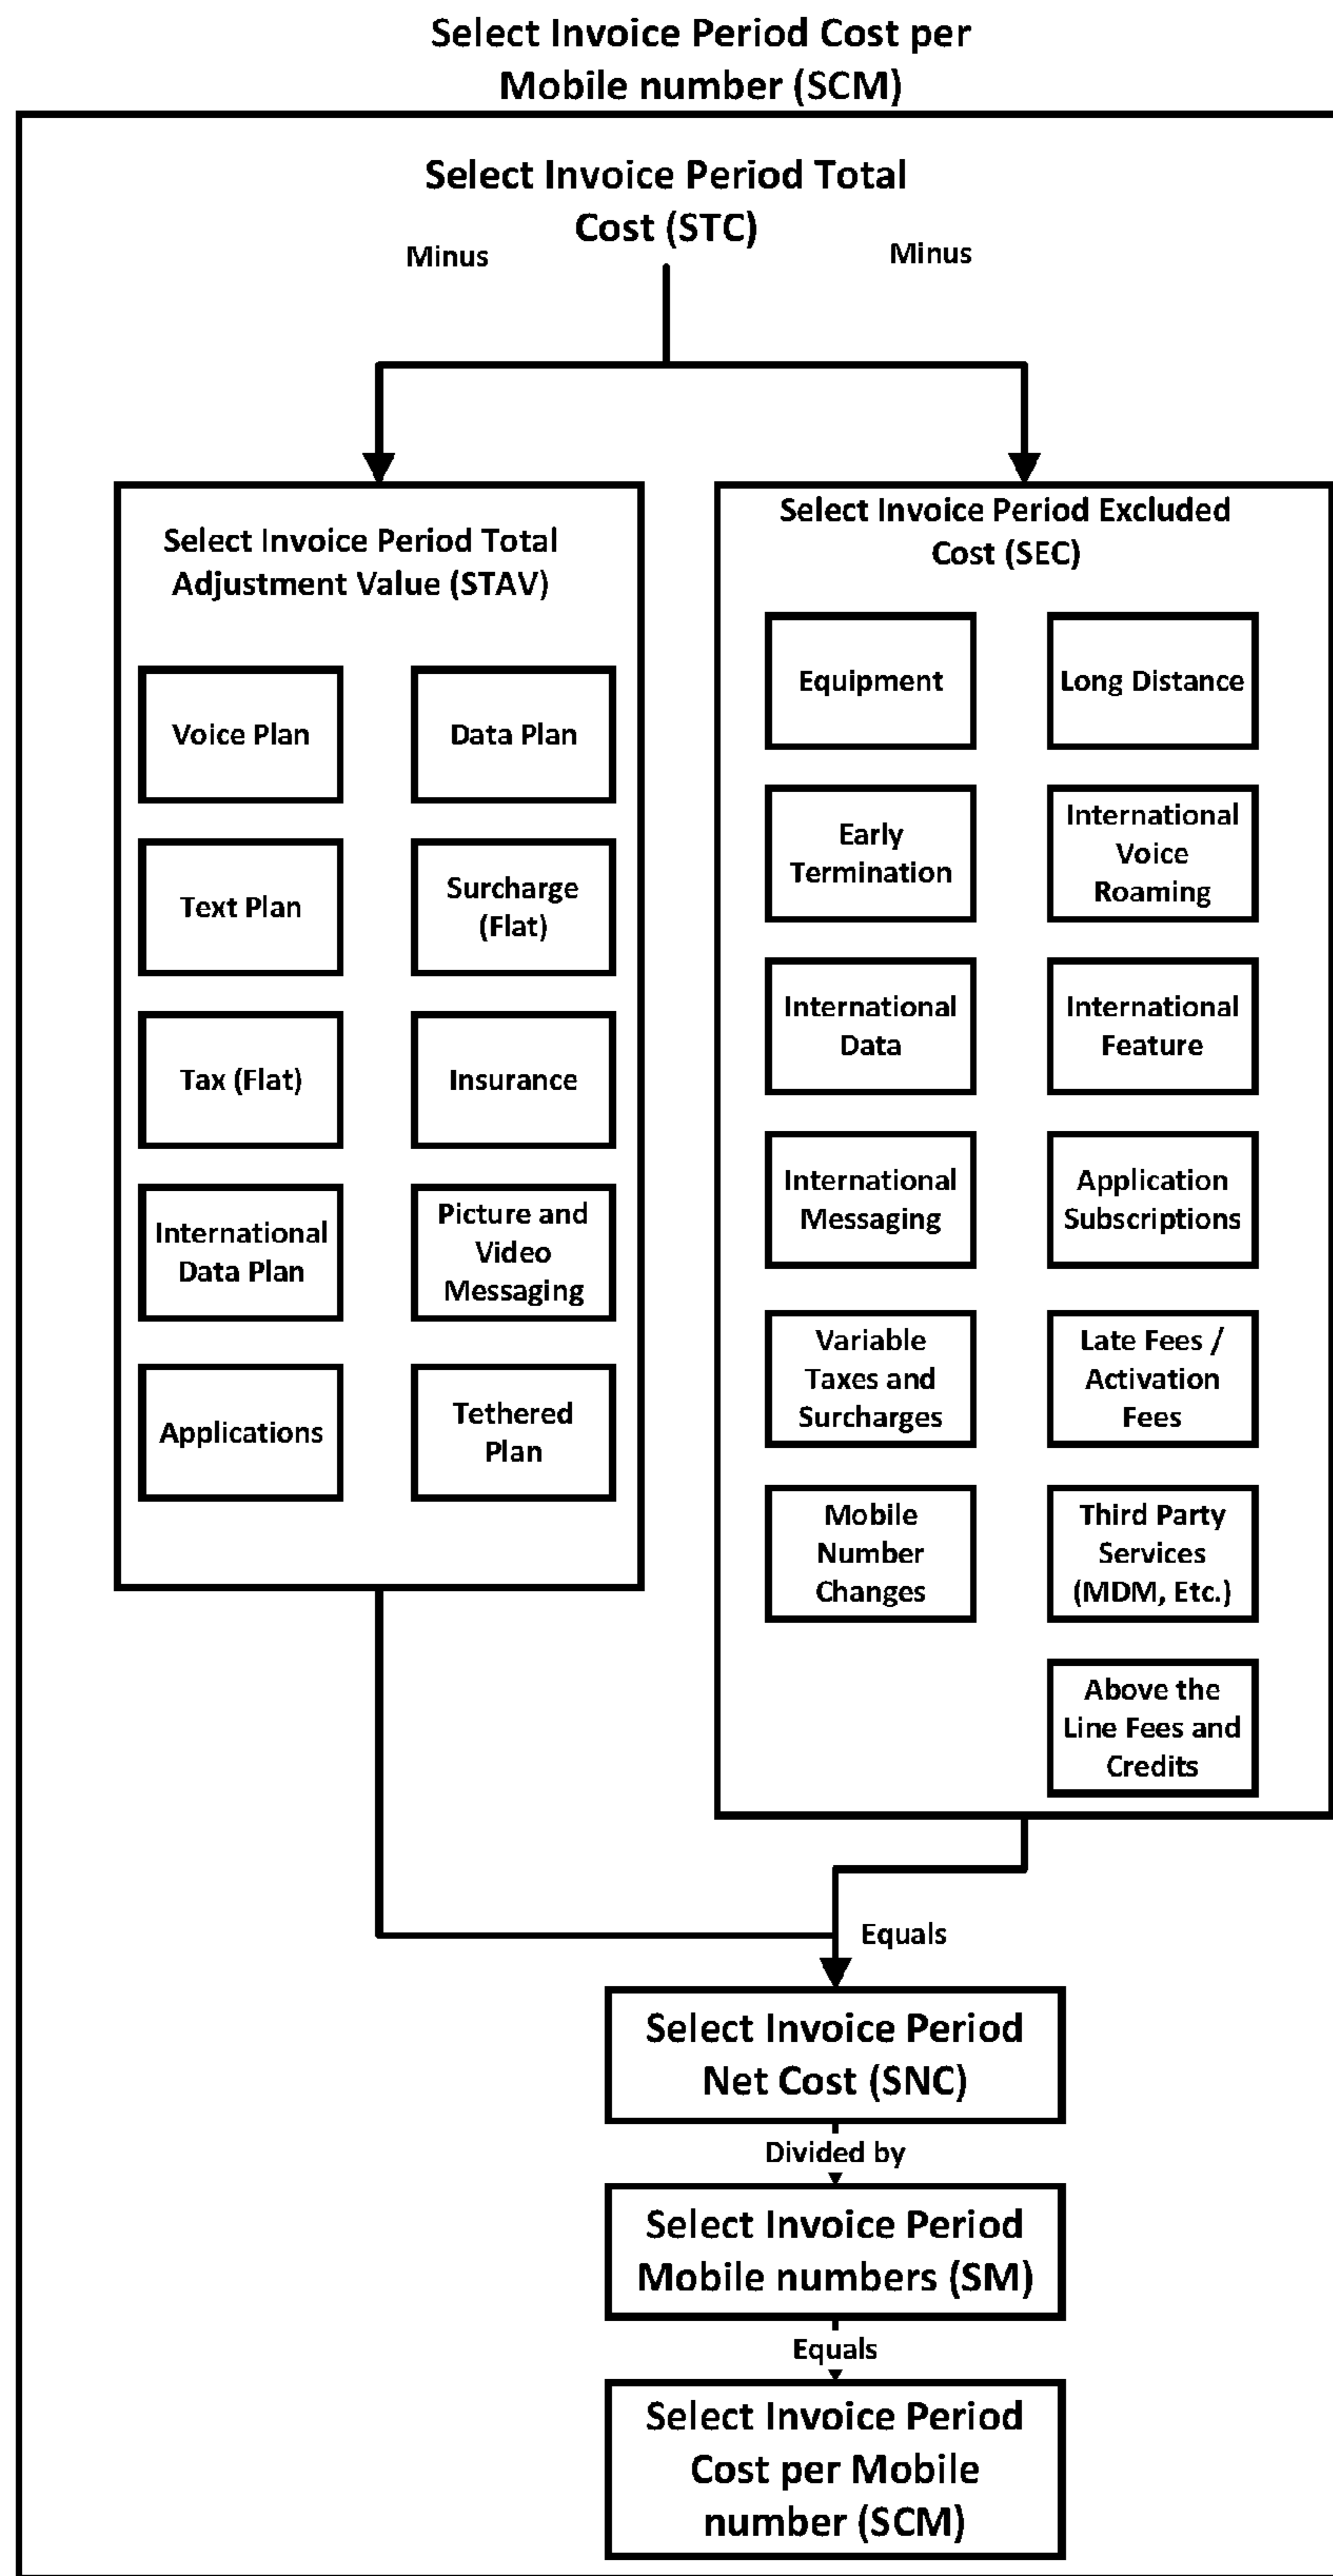 Select Invoice Period Cost per
Mobile number (SCM)
Select Invoice Period Total
Cost (STC)
Minus
Minus
Select Invoice Period Total
Adjustment Value (STAV)
Voice Plan
Data Plan
Text Plan
Surcharge
(Flat)
Tax (Flat)
Insurance
International
Data Plan
Picture and
Video
Messaging
Applications
Tethered
Plan
Select Invoice Period Excluded
Cost (SEC)
Equipment
Long Distance
Early
Termination
International
Voice
Roaming
International
Data
International
Feature
International
Messaging
Application
Subscriptions
Variable
Taxes and
Surcharges
Late Fees /
Activation
Fees
Mobile
Number
Changes
Third Party
Services
(MDM, Etc.)
Above the
Line Fees and
Credits
Equals
Select Invoice Period
Net Cost (SNC)
Divided by
Select Invoice Period
Mobile numbers (SM)
Equals
Select Invoice Period
Cost per Mobile
number (SCM)